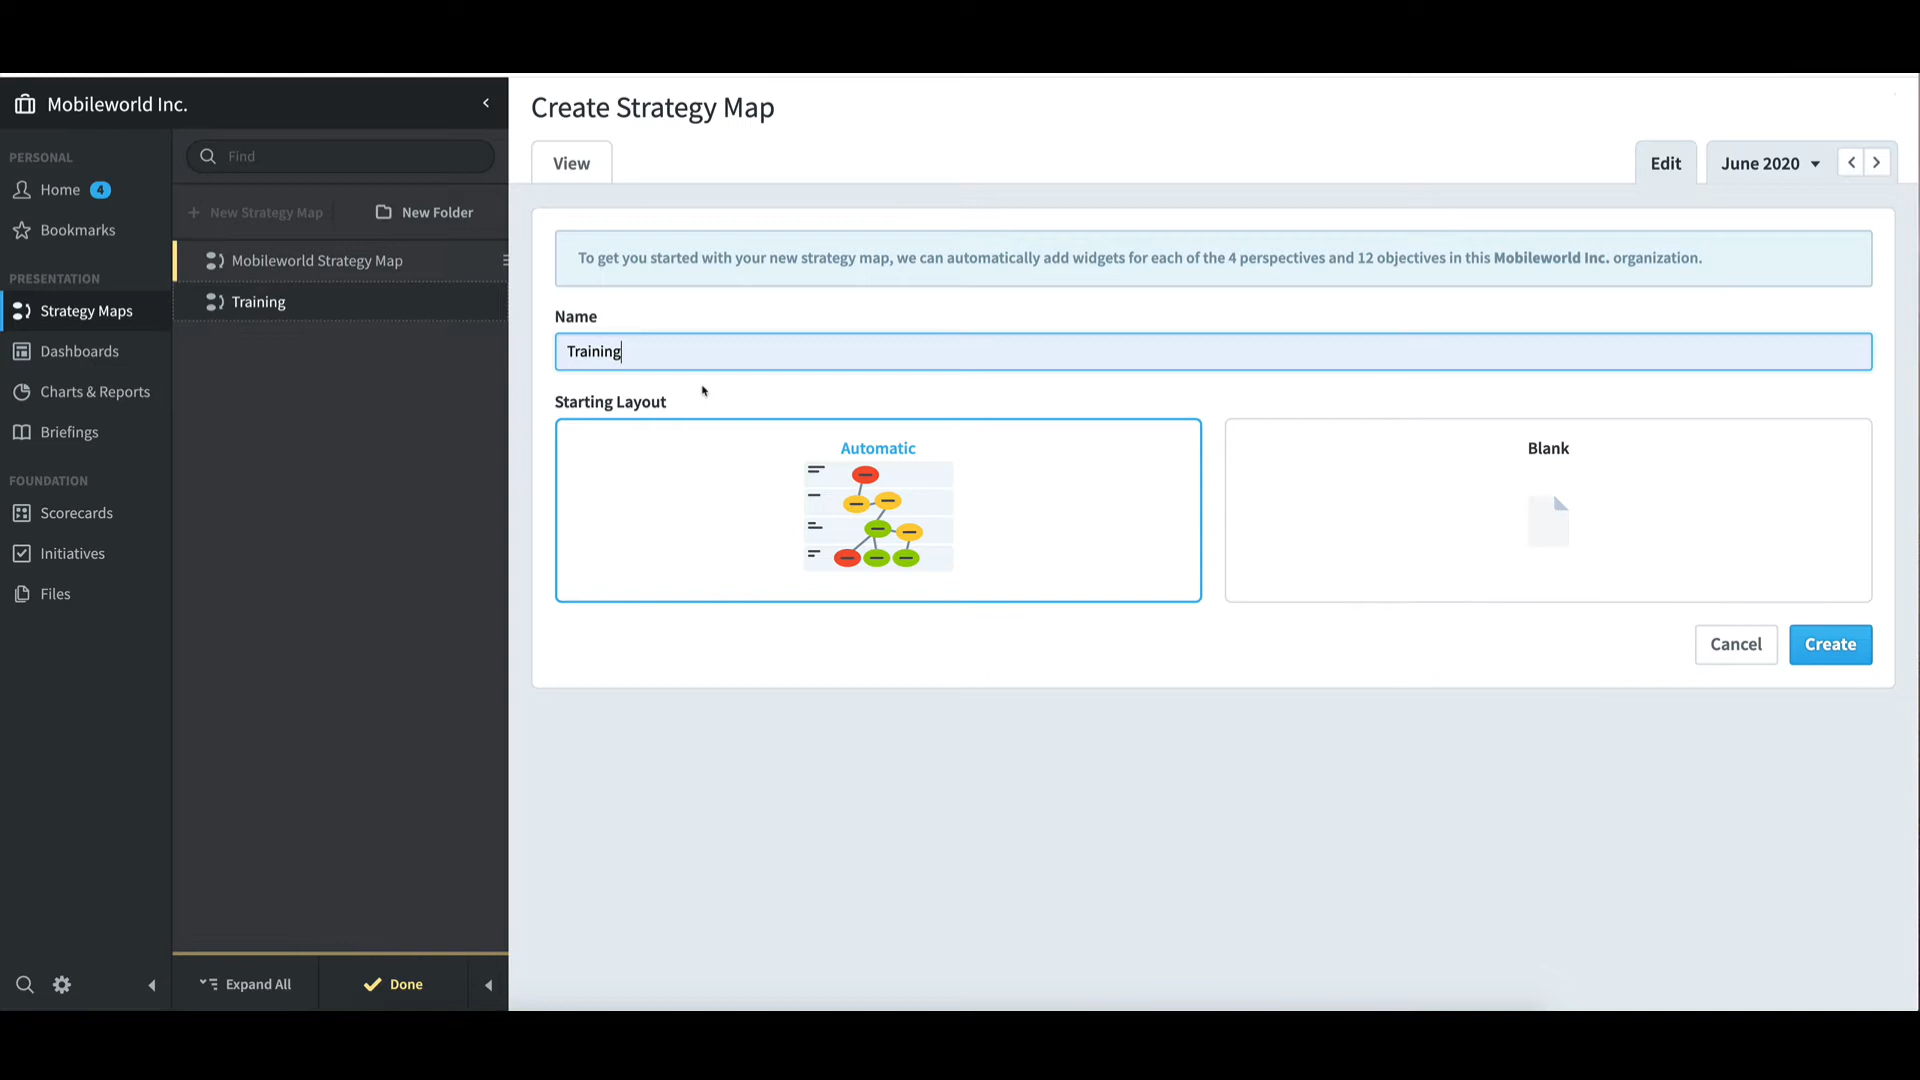 Mobileworld Inc.
PERSONAL
Home 4
Bookmarks
PRESENTATION
Strategy Maps
Dashboards
Charts & Reports
Briefings
FOUNDATION
Scorecards
Initiatives
Files
Find
New Strategy Map
New Folder
Mobileworld Strategy Map
Training
Expand All
Done
Create Strategy Map
View
Edit
June 2020
To get you started with your new strategy map, we can automatically add widgets for each of the 4 perspectives and 12 objectives in this Mobileworld Inc. organization.
Name
Training
Starting Layout
Automatic
Blank
Cancel
Create